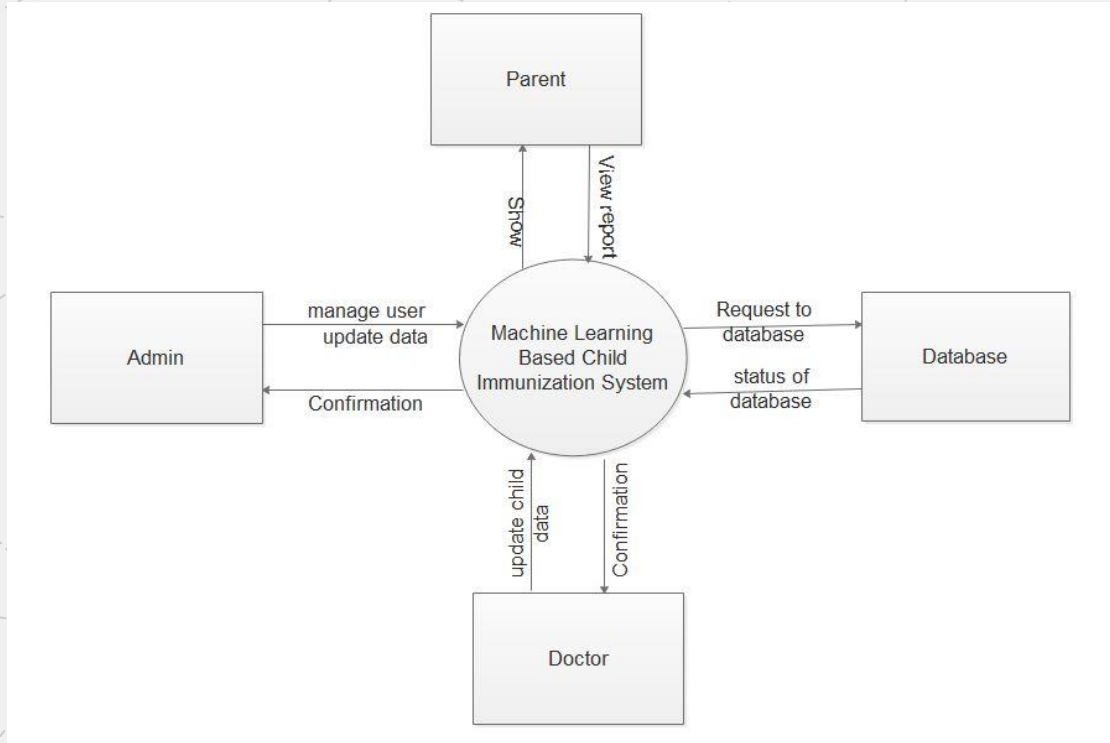 Parent
Show
View report
manage user
update data
Admin
Confirmation
Machine Learning
Based Child
Immunization System
Request to
database
status of
database
Database
update child
data
Confirmation
Doctor